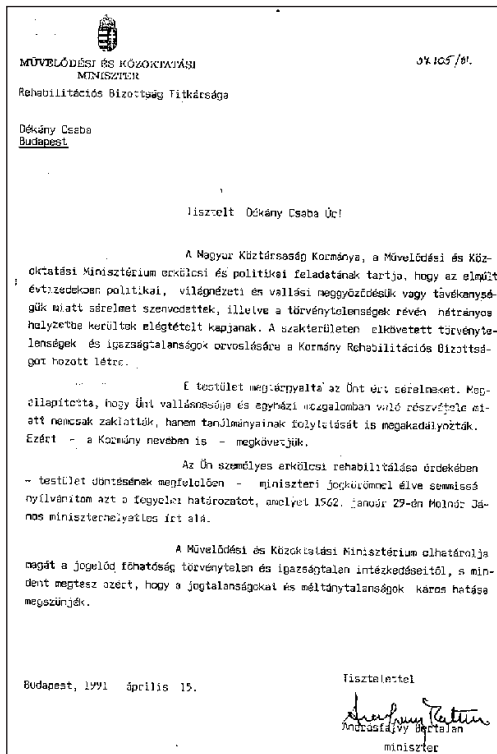 MŰVELŐDÉSI ÉS KÖZOKTATÁSI
MINISZTER
Rehabilitációs Bizottság Titkársága
34.105/91.
Dékány Csaba
Budapest
Tisztelt Dékány Csaba Úr!
A Magyar Köztársaság Kormánya, a Művelődési és Köz-
oktatási Minisztérium erkölcsi és politikai feladatának tartja, hogy az elmúlt
évtizedekben politikai, világnézeti és vallási meggyőződésük vagy tevékenysé-
gük miatt sérelmet szenvedettek, illetve a törvénytelenségek révén hátrányos
helyzetbe kerültek elégtételt kapjanak. A szakterületen elkövetett törvényte-
lenségek és igazságtalanságok orvoslására a Kormány Rehabilitációs Bizottsá-
got hozott létre.
E testület megtárgyalta az Önt ért sérelmeket. Meg-
állapította, hogy Önt vallásossága és egyházi mozgalomban való részvétele mi-
att nemcsak zaklatták, hanem tanulmányainak folytatását is megakadályozták.
Ezért - a Kormány nevében is - megkövetjük.
Az Ön személyes erkölcsi rehabilitálása érdekében
- testület döntésének megfelelően - miniszteri jogkörömmel élve semmissé
nyilvánítom azt a fegyelmi határozatot, amelyet 1962. január 29-én Molnár Já-
nos miniszterhelyettes írt alá.
A Művelődési és Közoktatási Minisztérium elhatárolja
magát a jogelőd főhatóság törvénytelen és igazságtalan intézkedéseitől, s min-
dent megtesz azért, hogy a jogtalanságokat és méltánytalanságok káros hatása
megszűnjék.
Budapest, 1991 április 15.
Tisztelettel
Andrásfalvy Bertalan
miniszter